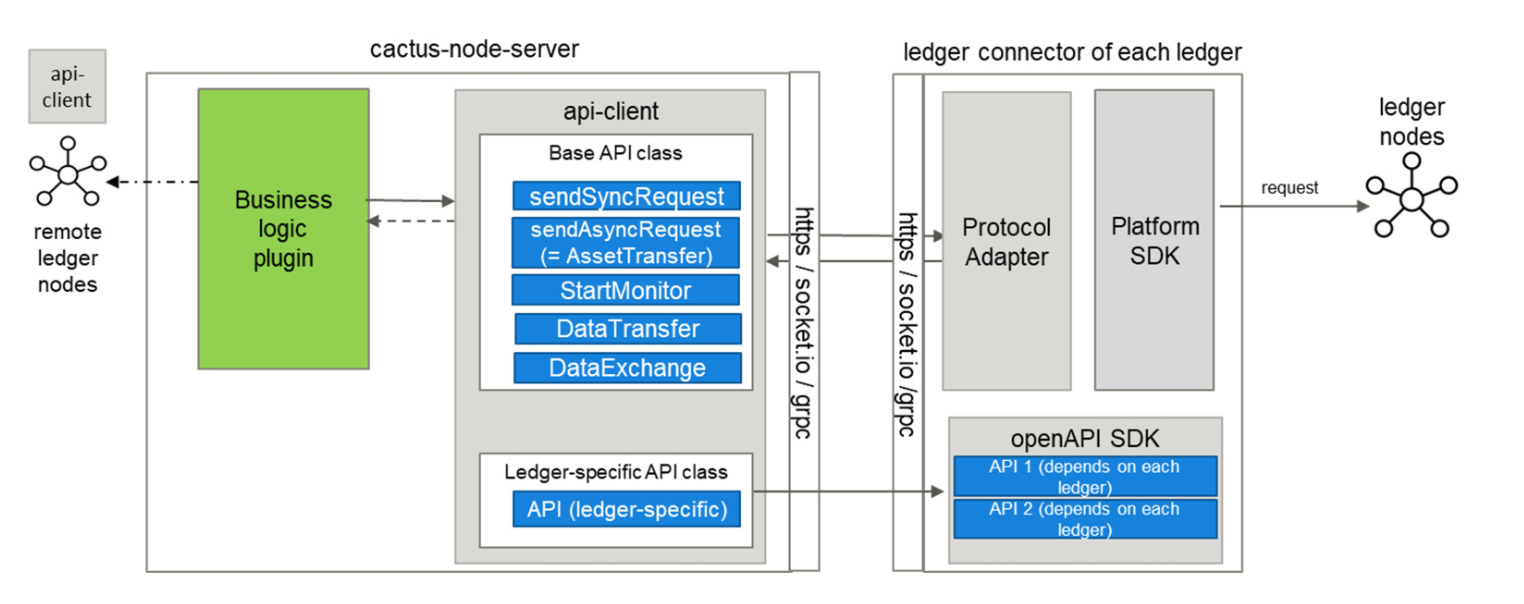 cactus-node-server
ledger connector of each ledger
api-
client
remote
ledger
nodes
Business
logic
plugin
api-client
Base API class
sendSyncRequest
sendAsyncRequest
(= AssetTransfer)
StartMonitor
DataTransfer
DataExchange
Ledger-specific API class
API (ledger-specific)
https / socket.io / grpc
https / socket.io /grpc
Protocol
Adapter
Platform
SDK
openAPI SDK
API 1 (depends on each
ledger)
API 2 (depends on each
ledger)
request
ledger
nodes